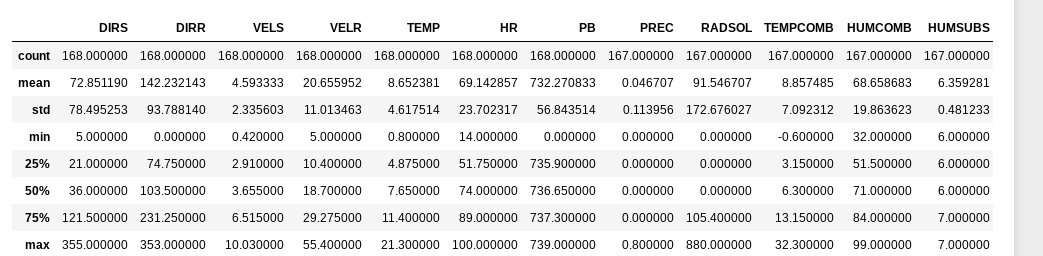 DIRS DIRR VELS VELR TEMP HR PB PREC RADSOL TEMPCOMB HUMCOMB HUMSUBS
count 168.000000 168.000000 168.000000 168.000000 168.000000 168.000000 168.000000 167.000000 167.000000 167.000000 167.000000 167.000000
mean 72.851190 142.232143 4.593333 20.655952 8.652381 69.142857 732.270833 0.046707 91.546707 8.857485 68.658683 6.359281
std 78.495253 93.788140 2.335603 11.013463 4.617514 23.702317 56.843514 0.113956 172.676027 7.092312 19.863623 0.481233
min 5.000000 0.000000 0.420000 5.000000 0.800000 14.000000 0.000000 0.000000 0.000000 -0.600000 32.000000 6.000000
25% 21.000000 74.750000 2.910000 10.400000 4.875000 51.750000 735.900000 0.000000 0.000000 3.150000 51.500000 6.000000
50% 36.000000 103.500000 3.655000 18.700000 7.650000 74.000000 736.650000 0.000000 0.000000 6.300000 71.000000 6.000000
75% 121.500000 231.250000 6.515000 29.275000 11.400000 89.000000 737.300000 0.000000 105.400000 13.150000 84.000000 7.000000
max 355.000000 353.000000 10.030000 55.400000 21.300000 100.000000 739.000000 0.800000 880.000000 32.300000 99.000000 7.000000